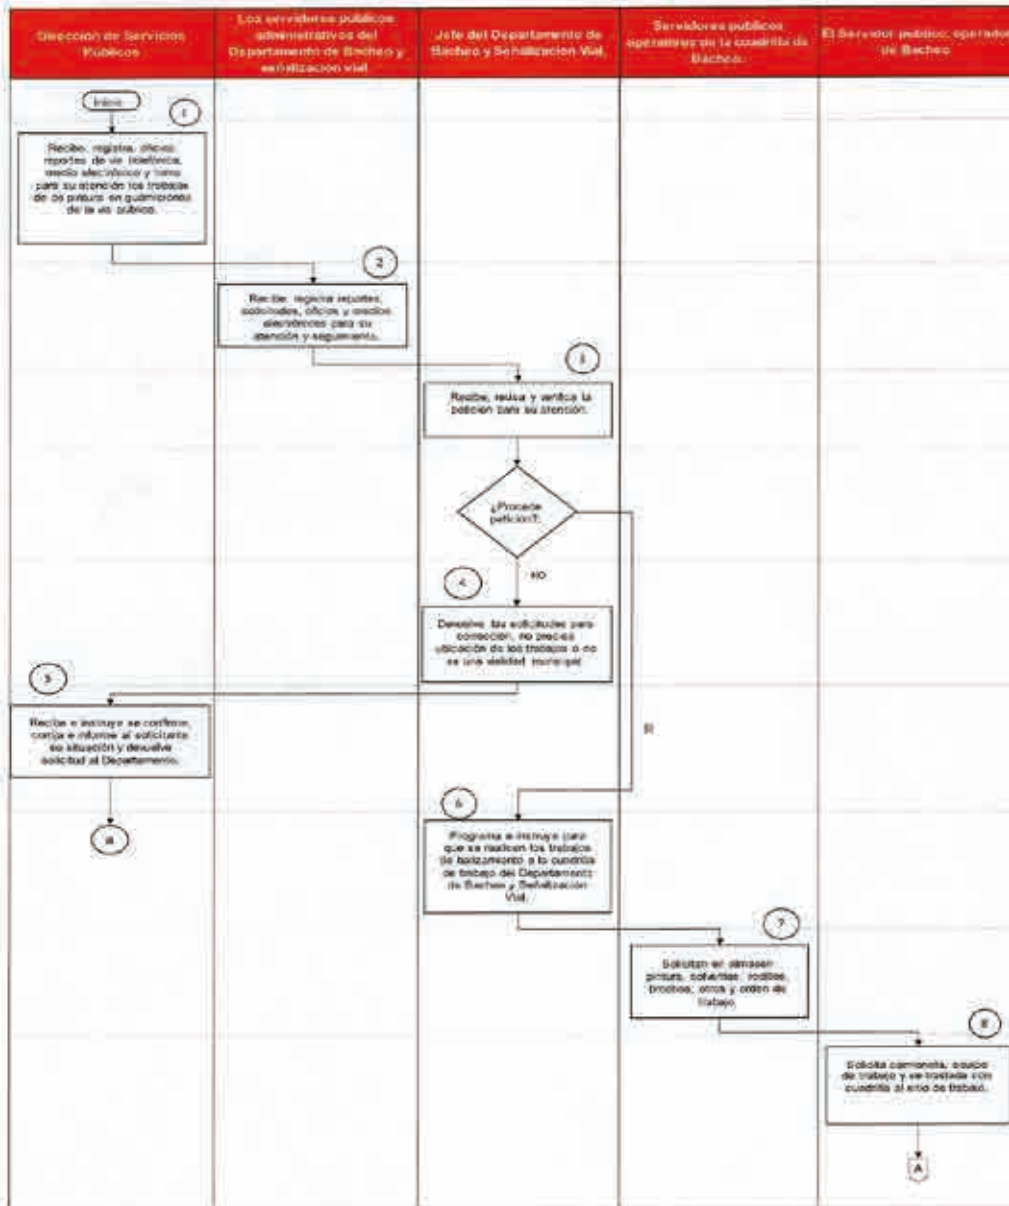 Dirección de Servicios
Públicos
Los servidores públicos
administrativos del
Departamento de Bacheo y
señalización vial
Jefe del Departamento de
Bacheo y Señalización Vial.
Servidores públicos
operativos de la cuadrilla de
Bacheo.
El Servidor público, operador
de Bacheo
Inicio
1
Recibe, registra, oficios
reportes de vía telefónica,
medio electrónico y turna
para su atención los trabajos
de de pintura en guarniciones
de la vía pública.
2
Recibe, registra reportes,
solicitudes, oficios y medios
electrónicos para su
atención y seguimiento.
3
Recibe, revisa y verifica la
petición para su atención.
¿Procede
petición?.
NO
4
Devuelve las solicitudes para
corrección, no precisa
ubicación de los trabajos o no
es una vialidad municipal
5
Recibe e instruye se confirme,
corrija e informe al solicitante
su situación y devuelve
solicitud al Departamento.
SI
6
Programa e instruye para
que se realicen los trabajos
de balizamiento a la cuadrilla
de trabajo del Departamento
de Bacheo y Señalización
Vial.
7
Solicitan en almacén
pintura, solventes, rodillos,
brochas, otros y orden de
trabajo.
8
Solicita camioneta, equipo
de trabajo y se traslada con
cuadrilla al sitio de trabajo.
A